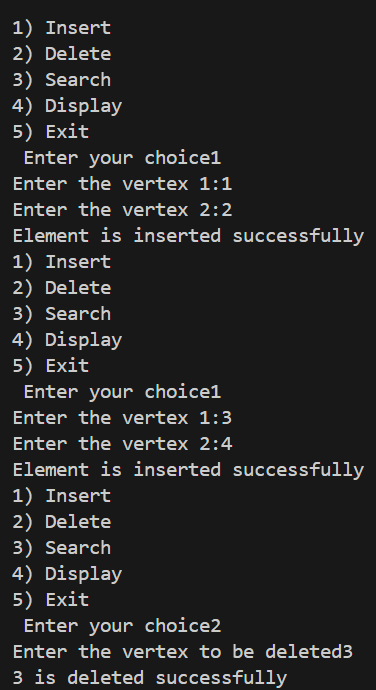 1) Insert
2) Delete
3) Search
4) Display
5) Exit
 Enter your choice1
Enter the vertex 1:1
Enter the vertex 2:2
Element is inserted successfully
1) Insert
2) Delete
3) Search
4) Display
5) Exit
 Enter your choice1
Enter the vertex 1:3
Enter the vertex 2:4
Element is inserted successfully
1) Insert
2) Delete
3) Search
4) Display
5) Exit
 Enter your choice2
Enter the vertex to be deleted3
3 is deleted successfully